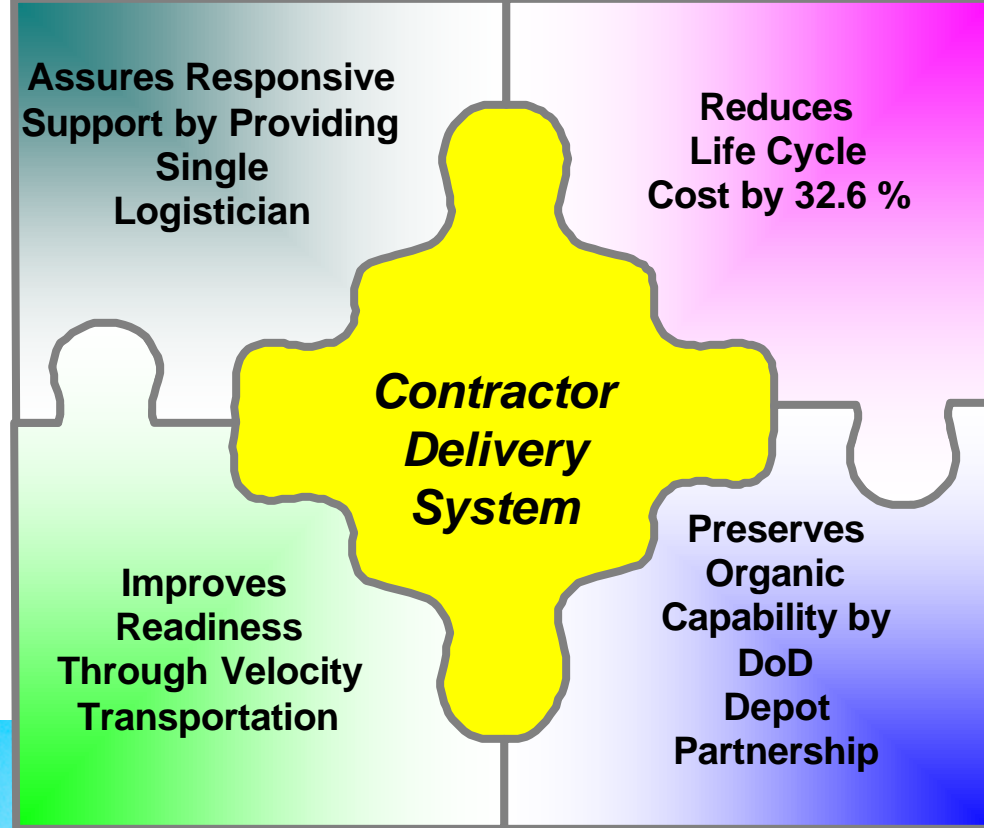 Assures Responsive
Support by Providing
Single
Logistician
Reduces
Life Cycle
Cost by 32.6 %
Contractor
Delivery
System
Improves
Readiness
Through Velocity
Transportation
Preserves
Organic
Capability by
DoD
Depot
Partnership